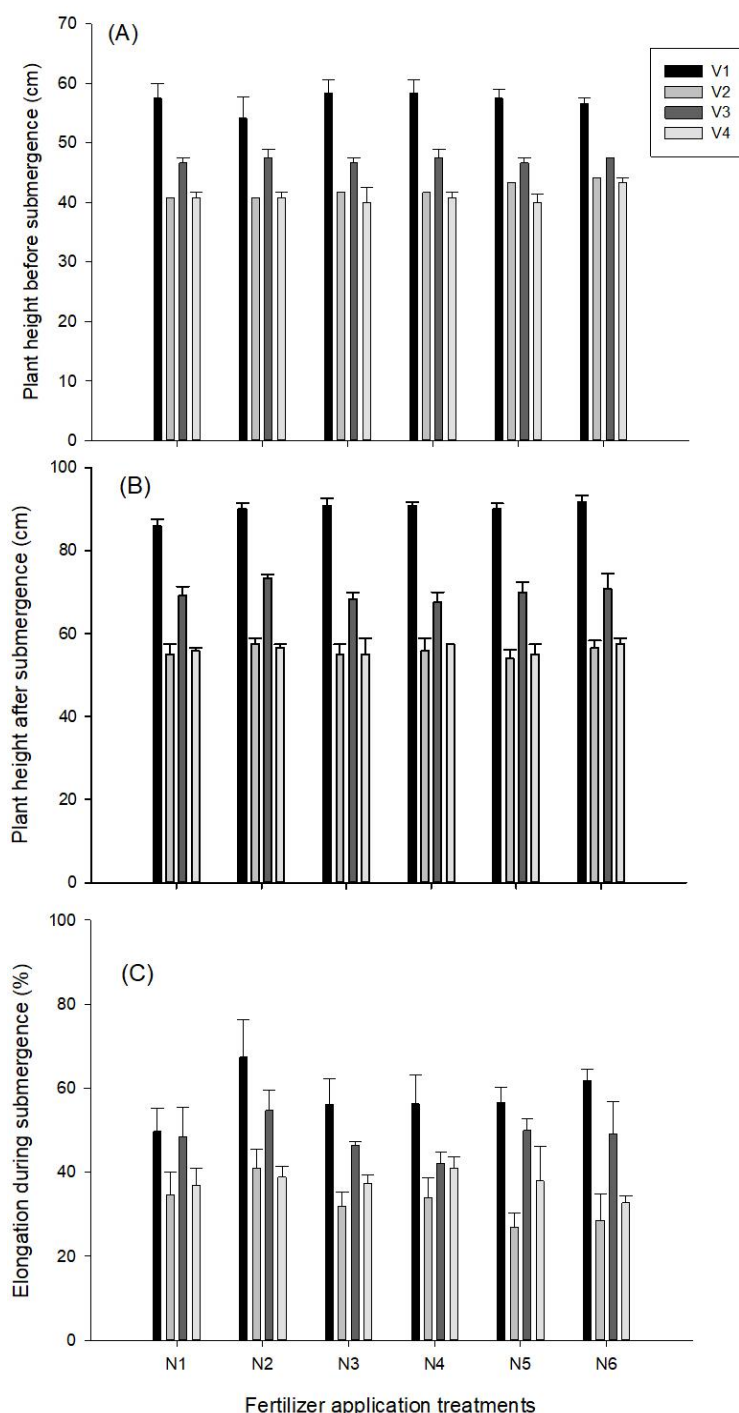 (A)
Plant height before submergence (cm)
70
60
50
40
30
20
10
0
V1
V2
V3
V4
(B)
Plant height after submergence (cm)
100
80
60
40
20
0
(C)
Elongation during submergence (%)
100
80
60
40
20
0
N1 N2 N3 N4 N5 N6
Fertilizer application treatments